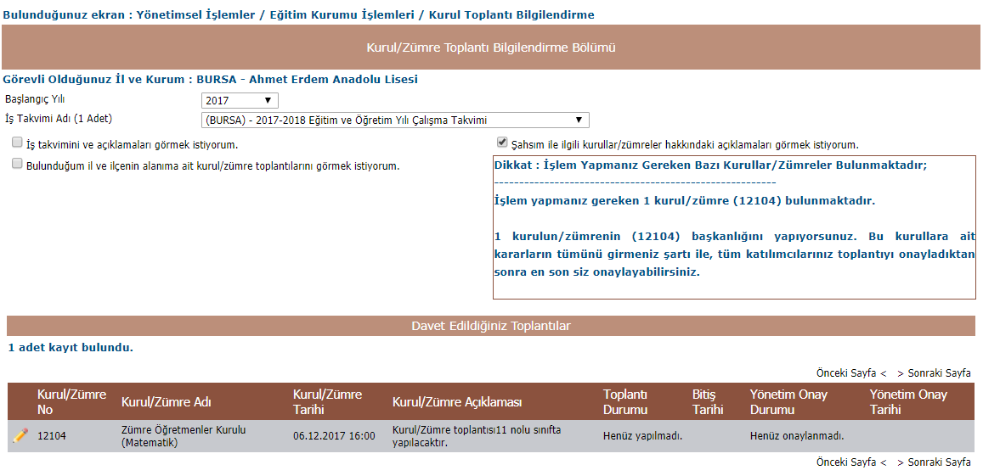 Bulunduğunuz ekran : Yönetimsel İşlemler / Eğitim Kurumu İşlemleri / Kurul Toplantı Bilgilendirme
Kurul/Zümre Toplantı Bilgilendirme Bölümü
Görevli Olduğunuz İl ve Kurum : BURSA - Ahmet Erdem Anadolu Lisesi
Başlangıç Yılı
2017
İş Takvimi Adı (1 Adet)
(BURSA) - 2017-2018 Eğitim ve Öğretim Yılı Çalışma Takvimi
İş takvimini ve açıklamaları görmek istiyorum.
Bulunduğum il ve ilçenin alanıma ait kurul/zümre toplantılarını görmek istiyorum.
Şahsım ile ilgili kurullar/zümreler hakkındaki açıklamaları görmek istiyorum.
Dikkat : İşlem Yapmanız Gereken Bazı Kurullar/Zümreler Bulunmaktadır;
--------------------------------------------------------
İşlem yapmanız gereken 1 kurul/zümre (12104) bulunmaktadır.
1 kurulun/zümrenin (12104) başkanlığını yapıyorsunuz. Bu kurullara ait
kararların tümünü girmeniz şartı ile, tüm katılımcılarınız toplantıyı onayladıktan
sonra en son siz onaylayabilirsiniz.
Davet Edildiğiniz Toplantılar
1 adet kayıt bulundu.
Önceki Sayfa < > Sonraki Sayfa
Kurul/Zümre No
Kurul/Zümre Adı
Kurul/Zümre Tarihi
Kurul/Zümre Açıklaması
Toplantı Durumu
Bitiş Tarihi
Yönetim Onay Durumu
Yönetim Onay Tarihi
12104
Zümre Öğretmenler Kurulu
(Matematik)
06.12.2017 16:00
Kurul/Zümre toplantısı11 nolu sınıfta
yapılacaktır.
Henüz yapılmadı.
Henüz onaylanmadı.
Önceki Sayfa < > Sonraki Sayfa